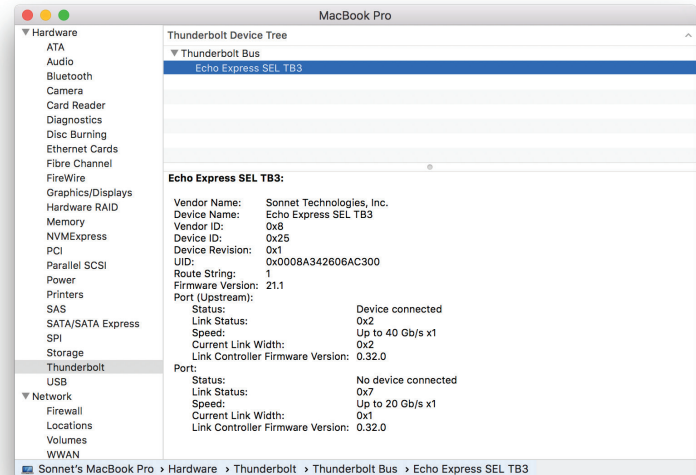 MacBook Pro
Hardware
ATA
Audio
Bluetooth
Camera
Card Reader
Diagnostics
Disc Burning
Ethernet Cards
Fibre Channel
FireWire
Graphics/Displays
Hardware RAID
Memory
NVMExpress
PCI
Parallel SCSI
Power
Printers
SAS
SATA/SATA Express
SPI
Storage
Thunderbolt
USB
Network
Firewall
Locations
Volumes
WWAN
Thunderbolt Device Tree
Thunderbolt Bus
Echo Express SEL TB3
Echo Express SEL TB3:
Vendor Name: Sonnet Technologies, Inc.
Device Name: Echo Express SEL TB3
Vendor ID: 0x8
Device ID: 0x25
Device Revision: 0x1
UID: 0x0008A342606AC300
Route String: 1
Firmware Version: 21.1
Port (Upstream):
Status: Device connected
Link Status: 0x2
Speed: Up to 40 Gb/s x1
Current Link Width: 0x2
Link Controller Firmware Version: 0.32.0
Port:
Status: No device connected
Link Status: 0x7
Speed: Up to 20 Gb/s x1
Current Link Width: 0x1
Link Controller Firmware Version: 0.32.0
Sonnet's MacBook Pro › Hardware › Thunderbolt › Thunderbolt Bus › Echo Express SEL TB3